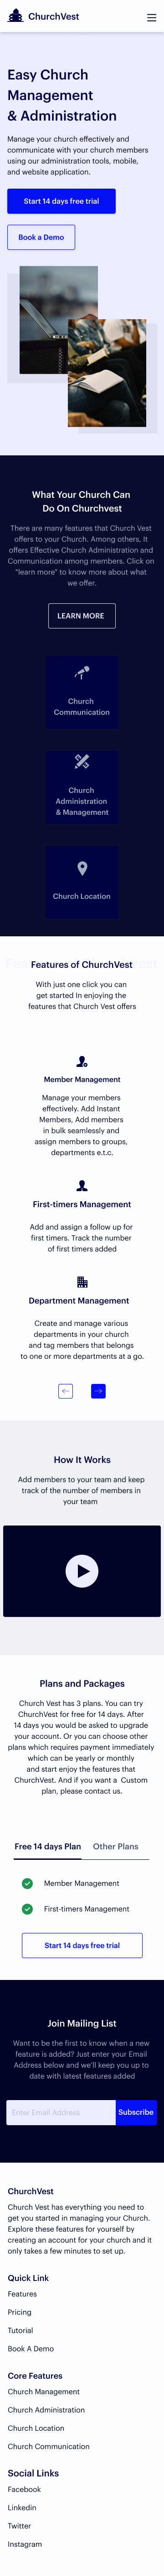 ChurchVest
Easy Church
Management
& Administration
Manage your church effectively and
communicate with your church members
using our administration tools, mobile,
and website application.
Start 14 days free trial
Book a Demo
What Your Church Can
Do On Churchvest
There are many features that Church Vest
offers to your Church. Among others. It
offers Effective Church Administration and
Communication among members. Click on
"learn more" to know more about what
we offer.
LEARN MORE
Church
Communication
Church
Administration
& Management
Church Location
Features of ChurchVest
With just one click you can
get started In enjoying the
features that Church Vest offers
Member Management
Manage your members
effectively. Add Instant
Members, Add members
in bulk seamlessly and
assign members to groups,
departments e.t.c.
First-timers Management
Add and assign a follow up for
first timers. Track the number
of first timers added
Department Management
Create and manage various
departments in your church
and tag members that belongs
to one or more departments at a go.
How It Works
Add members to your team and keep
track of the number of members in
your team
Plans and Packages
Church Vest has 3 plans. You can try
ChurchVest for free for 14 days. After
14 days you would be asked to upgrade
your account. Or you can choose other
plans which requires payment immediately
which can be yearly or monthly
and start enjoy the features that
ChurchVest. And if you want a Custom
plan, please contact us.
Free 14 days Plan Other Plans
Member Management
First-timers Management
Start 14 days free trial
Join Mailing List
Want to be the first to know when a new
festure is added? Just enter your Email
Address below and we'll keep you up to
date with latest features added
Enter Email Address Subscribe
ChurchVest
Church Vest has everything you need to
get you started in managing your Church.
Explore these features for yourself by
creating an account for your church and it
only takes a few minutes to set up.
Quick Link
Features
Pricing
Tutorial
Book A Demo
Core Features
Church Management
Church Administration
Church Location
Church Communication
Social Links
Facebook
Linkedin
Twitter
Instagram